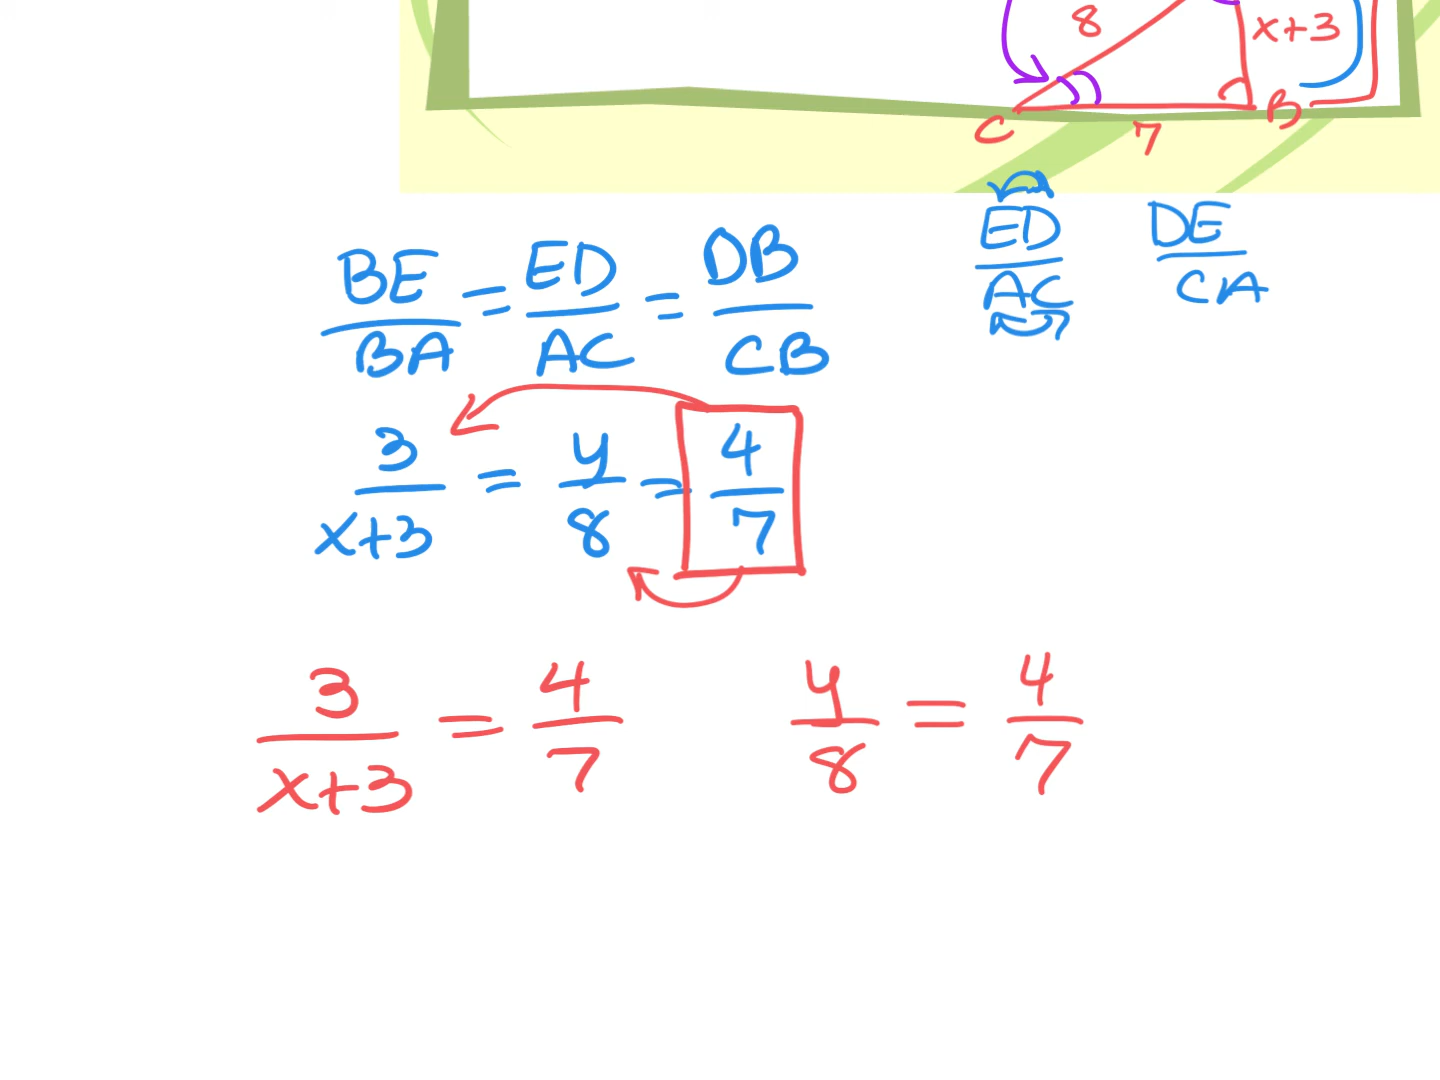 8 x+3
C 7 B
BE/BA = ED/AC = DB/CB ED/AC DE/CA
3/x+3 = y/8 = 4/7
3/x+3 = 4/7 y/8 = 4/7